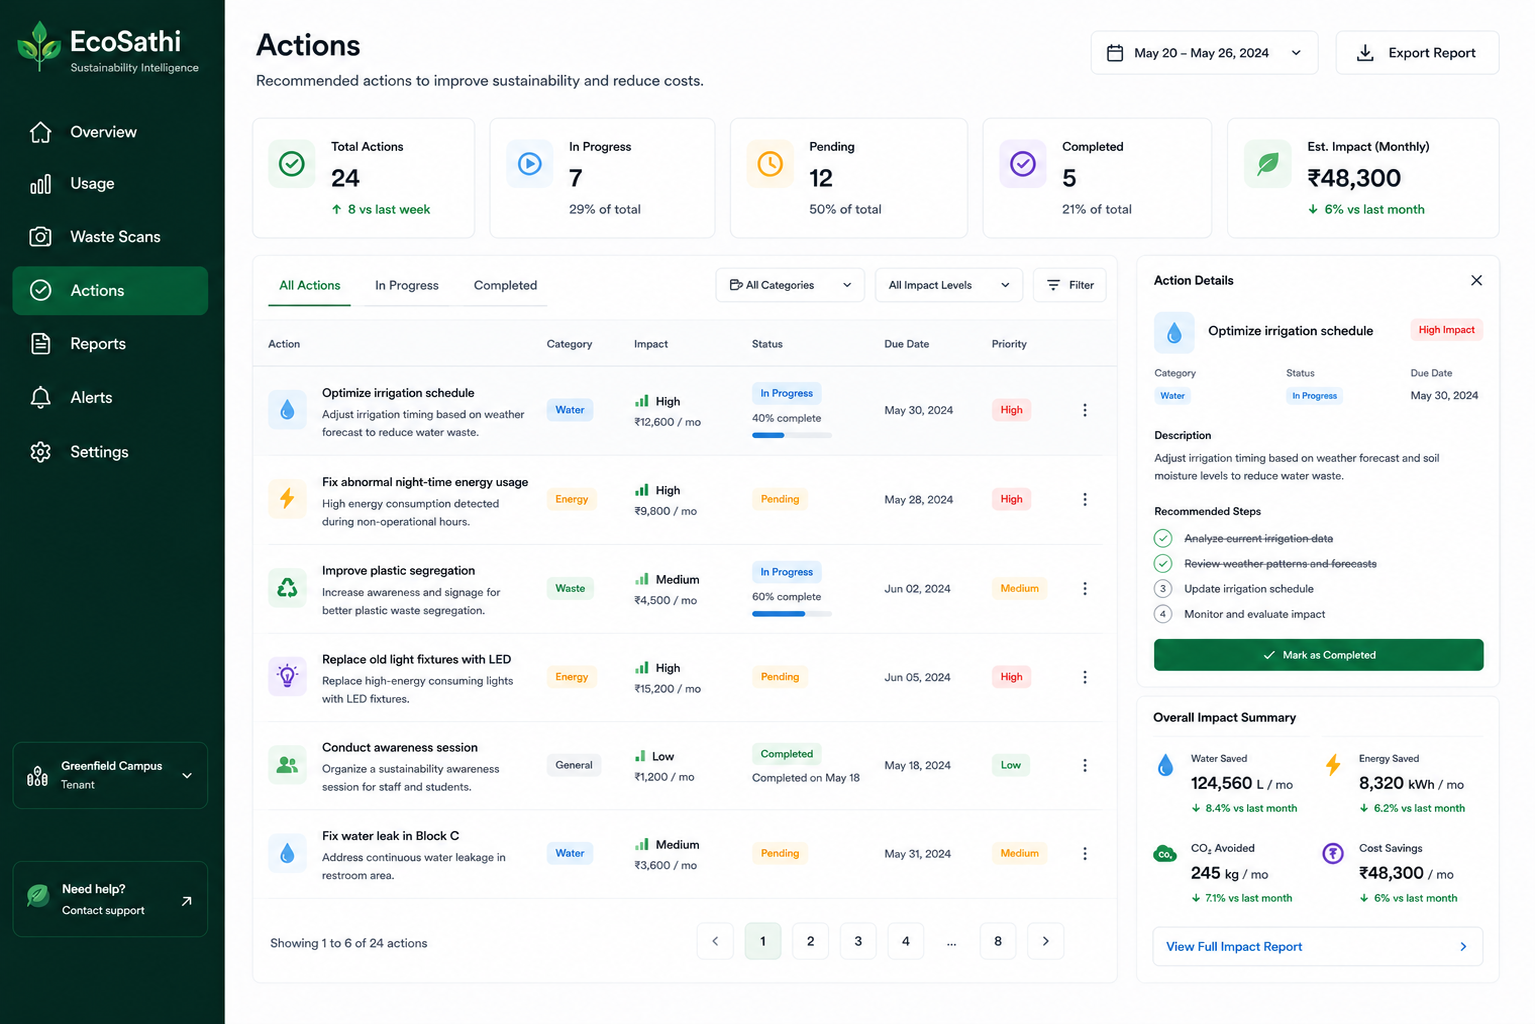 EcoSathi
Sustainability Intelligence
Overview
Usage
Waste Scans
Actions
Reports
Alerts
Settings
Greenfield Campus
Tenant
Need help?
Contact support
Actions
Recommended actions to improve sustainability and reduce costs.
May 20 – May 26, 2024
Export Report
Total Actions
24
↑ 8 vs last week
In Progress
7
29% of total
Pending
12
50% of total
Completed
5
21% of total
Est. Impact (Monthly)
₹48,300
↓ 6% vs last month
All Actions
In Progress
Completed
All Categories
All Impact Levels
Filter
Action Category Impact Status Due Date Priority
Optimize irrigation schedule
Adjust irrigation timing based on weather
forecast to reduce water waste.
Water
High
₹12,600 / mo
In Progress
40% complete
May 30, 2024
High
Fix abnormal night-time energy usage
High energy consumption detected
during non-operational hours.
Energy
High
₹9,800 / mo
Pending
May 28, 2024
High
Improve plastic segregation
Increase awareness and signage for
better plastic waste segregation.
Waste
Medium
₹4,500 / mo
In Progress
60% complete
Jun 02, 2024
Medium
Replace old light fixtures with LED
Replace high-energy consuming lights
with LED fixtures.
Energy
High
₹15,200 / mo
Pending
Jun 05, 2024
High
Conduct awareness session
Organize a sustainability awareness
session for staff and students.
General
Low
₹1,200 / mo
Completed
Completed on May 18
May 18, 2024
Low
Fix water leak in Block C
Address continuous water leakage in
restroom area.
Water
Medium
₹3,600 / mo
Pending
May 31, 2024
Medium
Showing 1 to 6 of 24 actions
1 2 3 4 ... 8
Action Details
Optimize irrigation schedule
High Impact
Category Status Due Date
Water In Progress May 30, 2024
Description
Adjust irrigation timing based on weather forecast and soil
moisture levels to reduce water waste.
Recommended Steps
Analyze current irrigation data
Review weather patterns and forecasts
3 Update irrigation schedule
4 Monitor and evaluate impact
Mark as Completed
Overall Impact Summary
Water Saved
124,560 L / mo
↓ 8.4% vs last month
Energy Saved
8,320 kWh / mo
↓ 6.2% vs last month
CO₂
CO₂ Avoided
245 kg / mo
↓ 7.1% vs last month
₹
Cost Savings
₹48,300 / mo
↓ 6% vs last month
View Full Impact Report